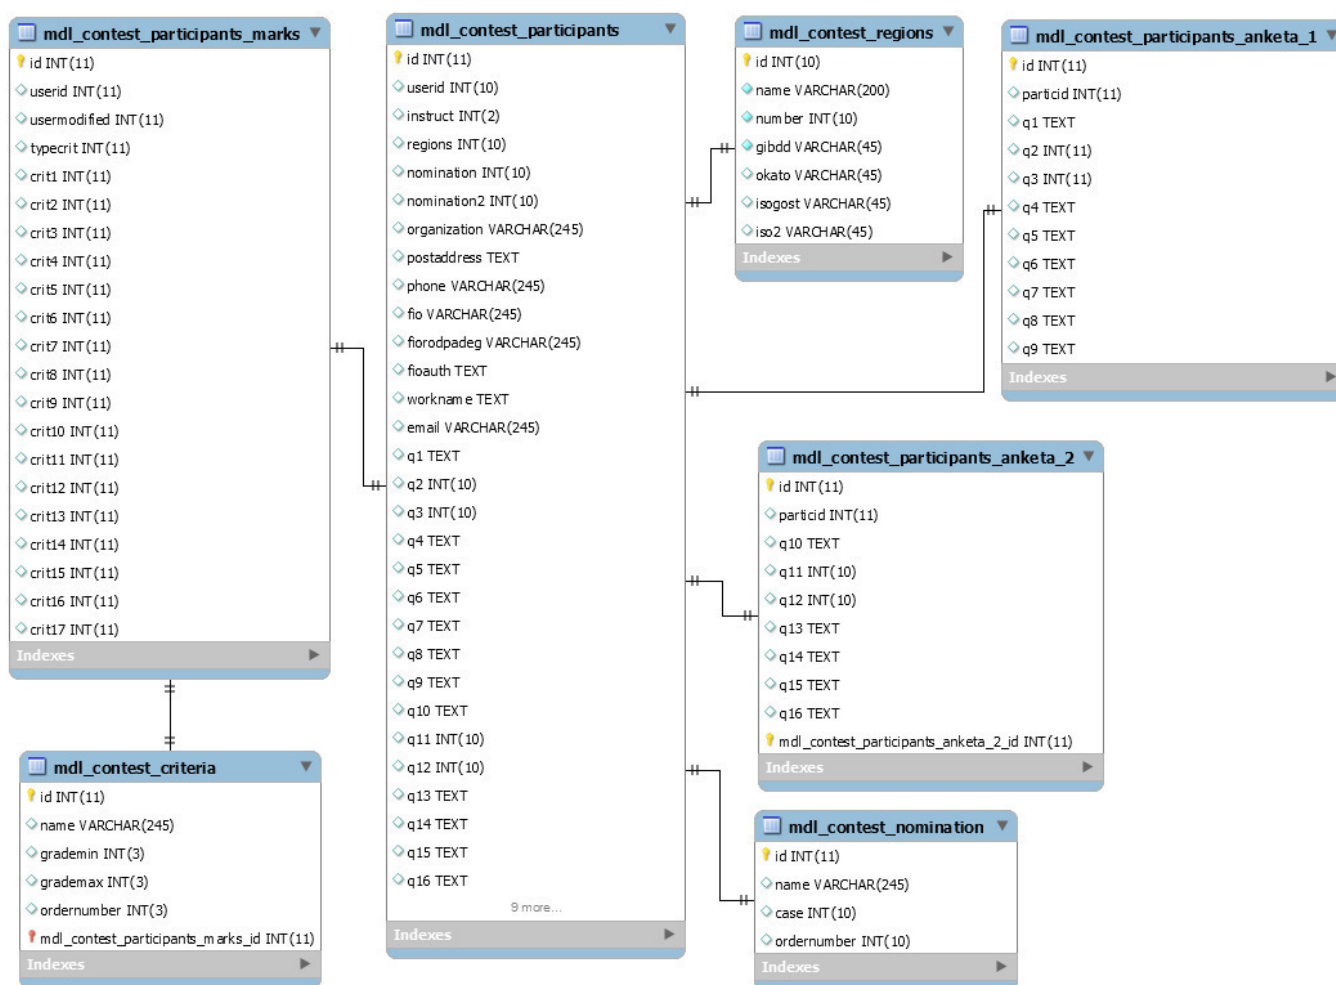 mdl_contest_participants_marks
id INT(11)
userid INT(11)
usermodified INT(11)
typecrit INT(11)
crit1 INT(11)
crit2 INT(11)
crit3 INT(11)
crit4 INT(11)
crit5 INT(11)
crit6 INT(11)
crit7 INT(11)
crit8 INT(11)
crit9 INT(11)
crit10 INT(11)
crit11 INT(11)
crit12 INT(11)
crit13 INT(11)
crit14 INT(11)
crit15 INT(11)
crit16 INT(11)
crit17 INT(11)
Indexes
mdl_contest_criteria
id INT(11)
name VARCHAR(245)
grademin INT(3)
grademax INT(3)
ordernumber INT(3)
mdl_contest_participants_marks_id INT(11)
Indexes
mdl_contest_participants
id INT(11)
userid INT(10)
instruct INT(2)
regions INT(10)
nomination INT(10)
nomination2 INT(10)
organization VARCHAR(245)
postaddress TEXT
phone VARCHAR(245)
fio VARCHAR(245)
fiorodpadeg VARCHAR(245)
fioauth TEXT
workname TEXT
email VARCHAR(245)
q1 TEXT
q2 INT(10)
q3 INT(10)
q4 TEXT
q5 TEXT
q6 TEXT
q7 TEXT
q8 TEXT
q9 TEXT
q10 TEXT
q11 INT(10)
q12 INT(10)
q13 TEXT
q14 TEXT
q15 TEXT
q16 TEXT
9 more...
Indexes
mdl_contest_regions
id INT(10)
name VARCHAR(200)
number INT(10)
gibdd VARCHAR(45)
okato VARCHAR(45)
isogost VARCHAR(45)
iso2 VARCHAR(45)
Indexes
mdl_contest_participants_anketa_1
id INT(11)
particid INT(11)
q1 TEXT
q2 INT(11)
q3 INT(11)
q4 TEXT
q5 TEXT
q6 TEXT
q7 TEXT
q8 TEXT
q9 TEXT
Indexes
mdl_contest_participants_anketa_2
id INT(11)
particid INT(11)
q10 TEXT
q11 INT(10)
q12 INT(10)
q13 TEXT
q14 TEXT
q15 TEXT
q16 TEXT
mdl_contest_participants_anketa_2_id INT(11)
Indexes
mdl_contest_nomination
id INT(11)
name VARCHAR(245)
case INT(10)
ordernumber INT(10)
Indexes